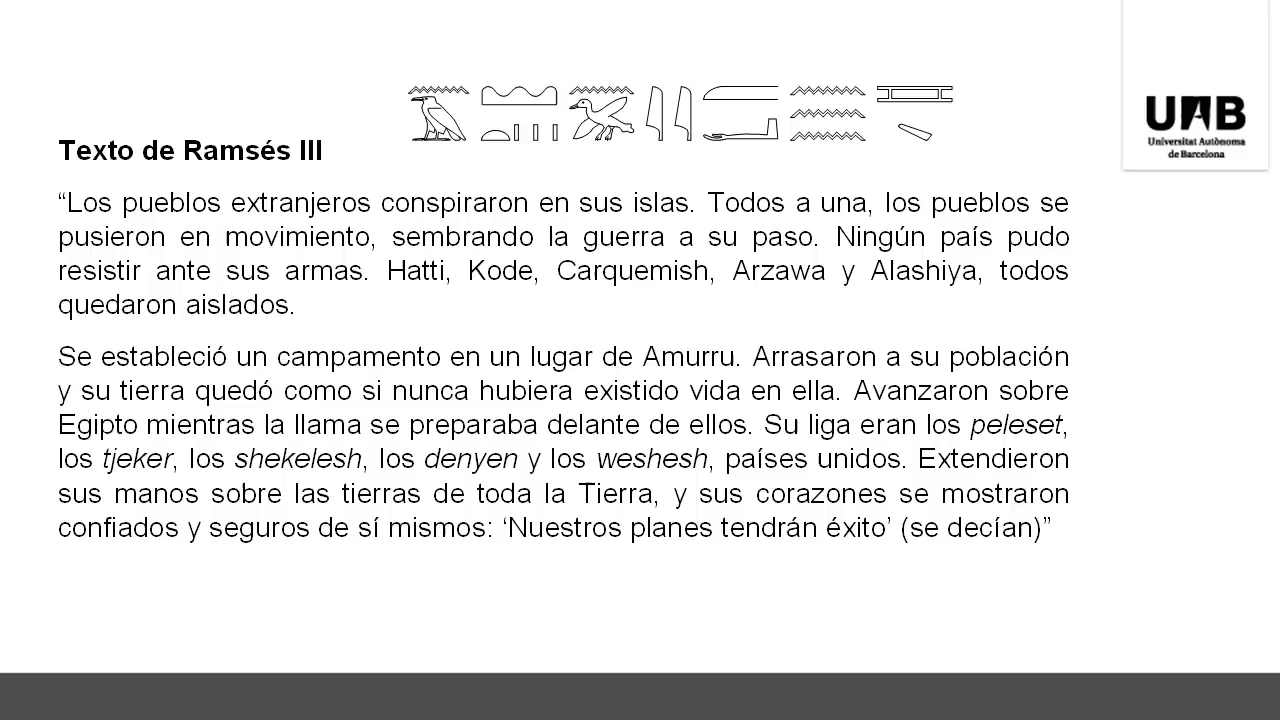 Texto de Ramsés III
“Los pueblos extranjeros conspiraron en sus islas. Todos a una, los pueblos se
pusieron en movimiento, sembrando la guerra a su paso. Ningún país pudo
resistir ante sus armas. Hatti, Kode, Carquemish, Arzawa y Alashiya, todos
quedaron aislados.
Se estableció un campamento en un lugar de Amurru. Arrasaron a su población
y su tierra quedó como si nunca hubiera existido vida en ella. Avanzaron sobre
Egipto mientras la llama se preparaba delante de ellos. Su liga eran los peleset,
los tjeker, los shekelesh, los denyen y los weshesh, países unidos. Extendieron
sus manos sobre las tierras de toda la Tierra, y sus corazones se mostraron
confiados y seguros de sí mismos: ‘Nuestros planes tendrán éxito’ (se decían)”
UAB
Universitat Autònoma
de Barcelona